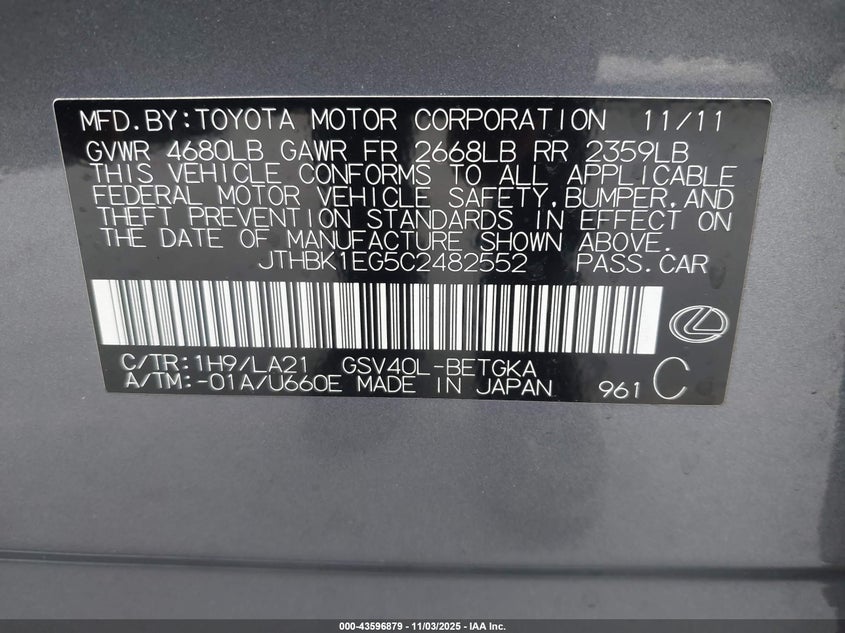 MFD.BY:TOYOTA MOTOR CORPORATION 11/11
GVWR 4680LB GAWR FR 2668LB RR 2359LB
THIS VEHICLE CONFORMS TO ALL APPLICABLE
FEDERAL MOTOR VEHICLE SAFETY,BUMPER,AND
THEFT PREVENTION STANDARDS IN EFFECT ON
THE DATE OF MANUFACTURE SHOWN ABOVE.
JTHBK1EG5C2482552 PASS.CAR
C/TR:1H9/LA21 GSV40L-BETGKA
A/TM:-01A/U660E MADE IN JAPAN 961 C
000-43596879 - 11/03/2025 - IAA Inc.